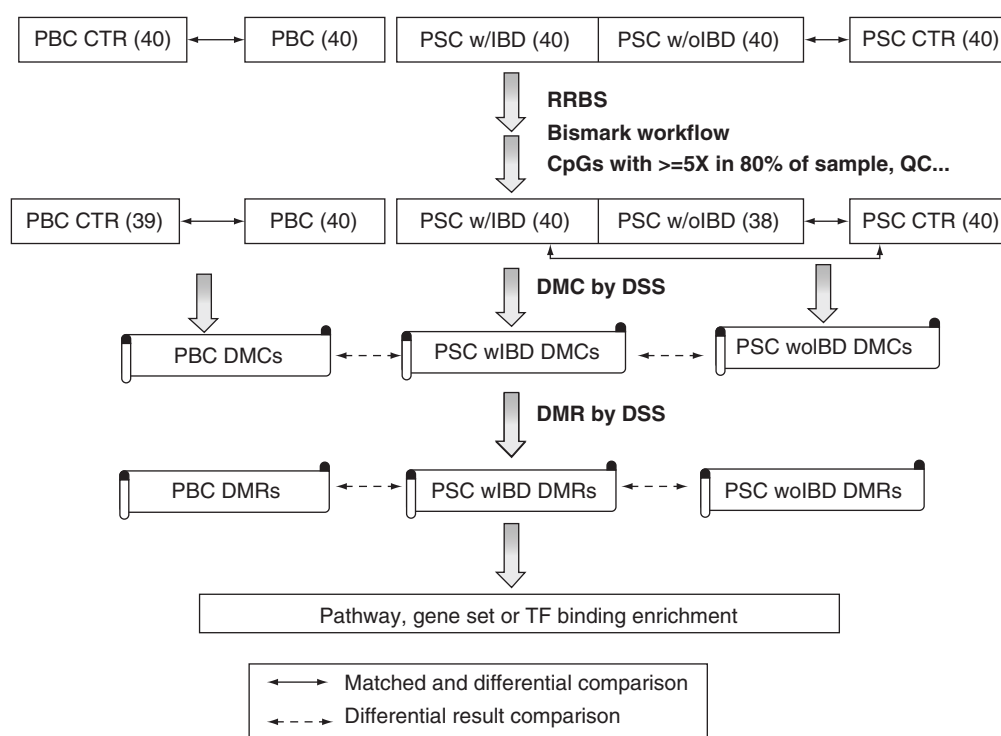 PBC CTR (40)
PBC (40)
PSC w/IBD (40)
PSC w/oIBD (40)
PSC CTR (40)
RRBS
Bismark workflow
CpGs with >=5X in 80% of sample, QC...
PBC CTR (39)
PBC (40)
PSC w/IBD (40)
PSC w/oIBD (38)
PSC CTR (40)
DMC by DSS
PBC DMCs
PSC wIBD DMCs
PSC woIBD DMCs
DMR by DSS
PBC DMRs
PSC wIBD DMRs
PSC woIBD DMRs
Pathway, gene set or TF binding enrichment
Matched and differential comparison
Differential result comparison